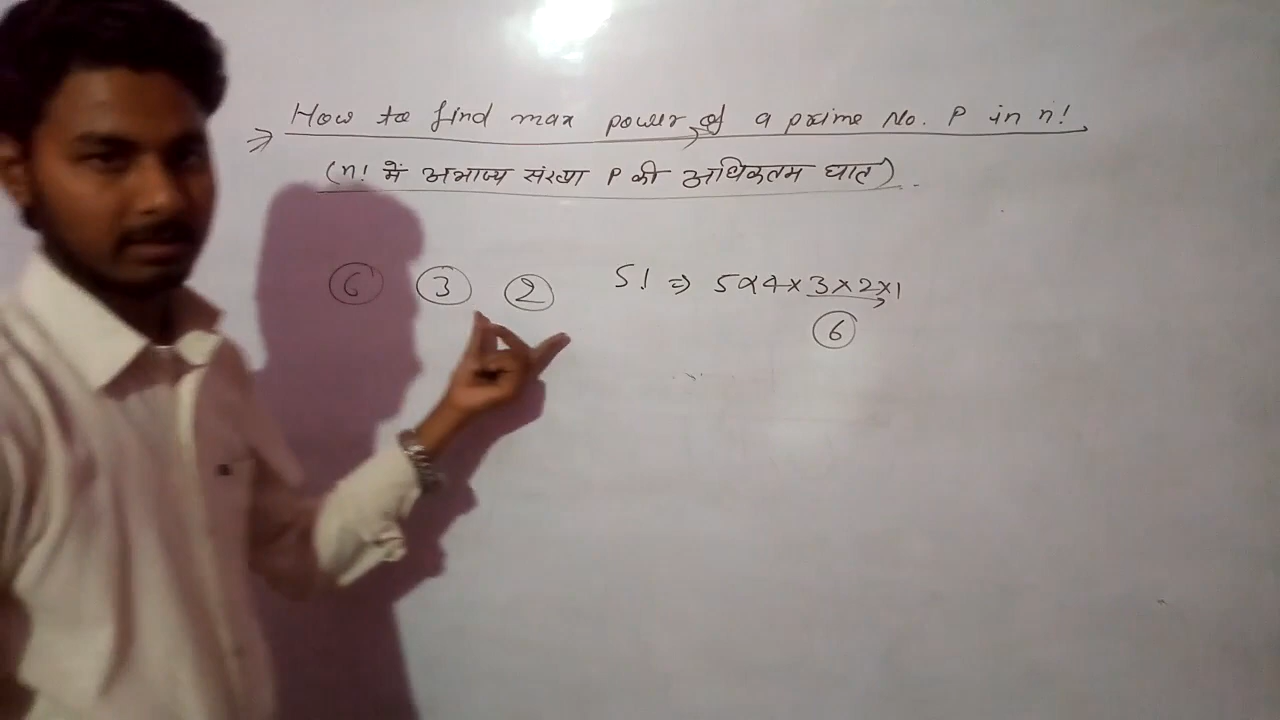 How to find max power of a prime No. P in n!
(n! में अभाज्य संख्या P की अधिकतम घात)
6 3 2 5! ⇒ 5×4×3×2×1
6